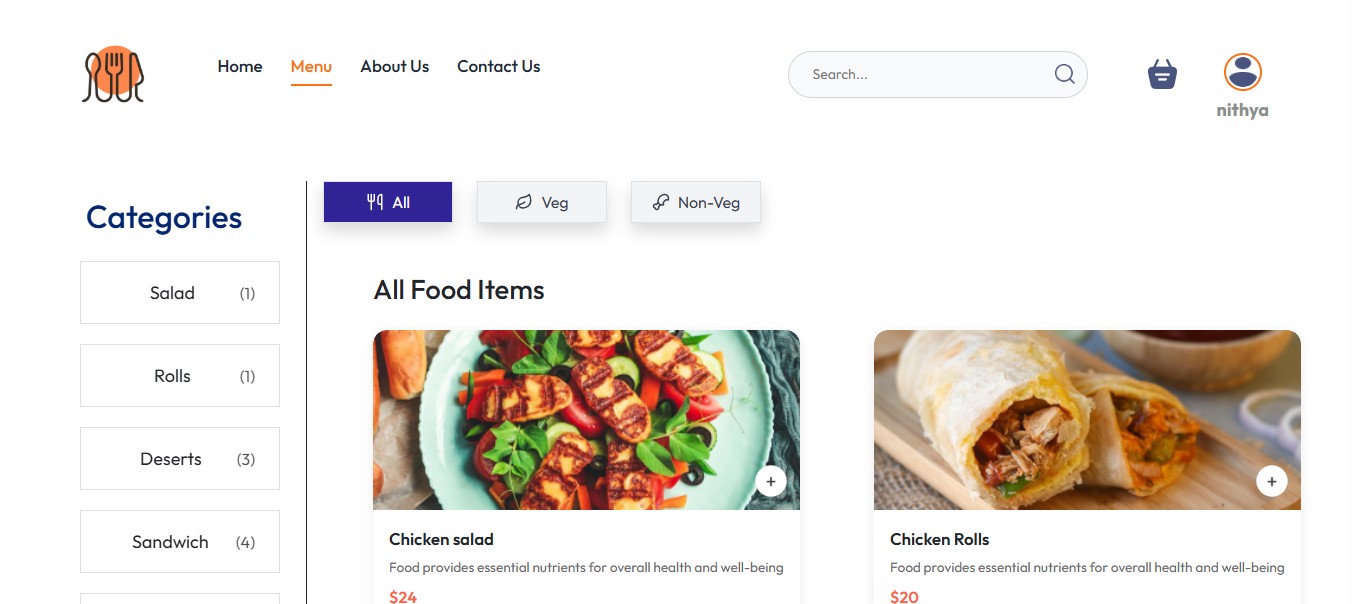 Home Menu About Us Contact Us Search...
nithya
Categories
Salad (1)
Rolls (1)
Deserts (3)
Sandwich (4)
All Veg Non-Veg
All Food Items
Chicken salad
Food provides essential nutrients for overall health and well-being
$24
Chicken Rolls
Food provides essential nutrients for overall health and well-being
$20